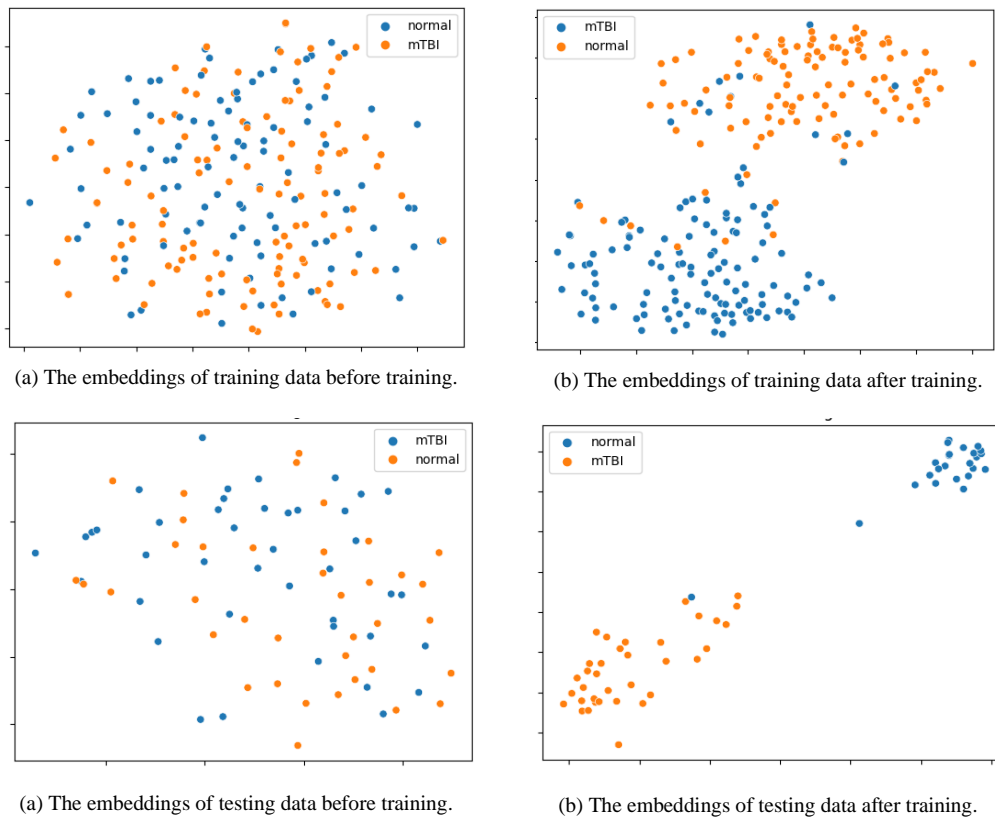 normal
mTBI
mTBI
normal
(a) The embeddings of training data before training.
(b) The embeddings of training data after training.
mTBI
normal
normal
mTBI
(a) The embeddings of testing data before training.
(b) The embeddings of testing data after training.